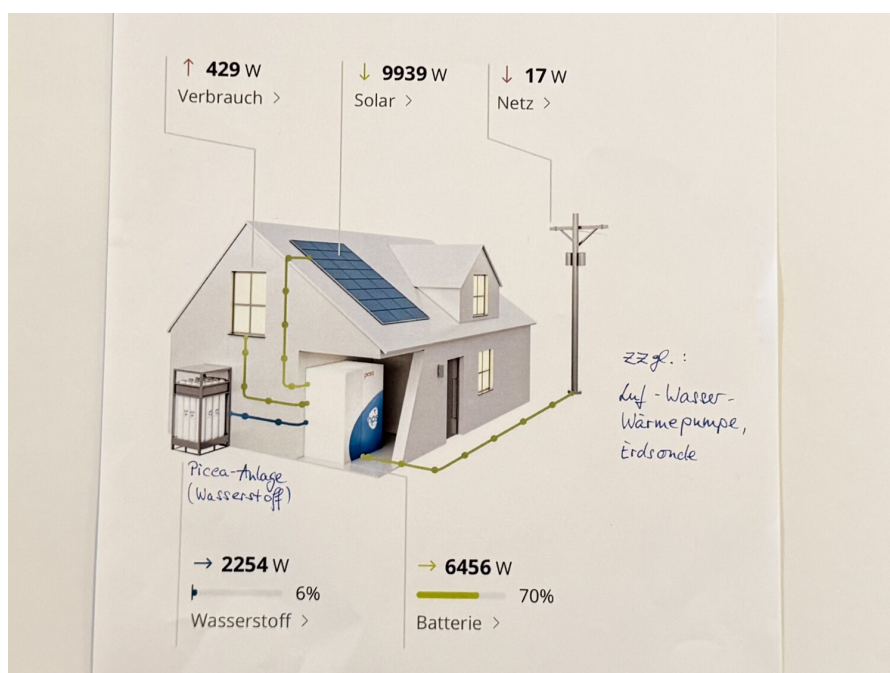 ↑ 429 W
Verbrauch >
↓ 9939 W
Solar >
↓ 17 W
Netz >
zzgl.:
Luf-Wasser-
Wärmepumpe,
Erdsonde
Picea-Anlage
(Wasserstoff)
→ 2254 W
6%
Wasserstoff >
→ 6456 W
70%
Batterie >